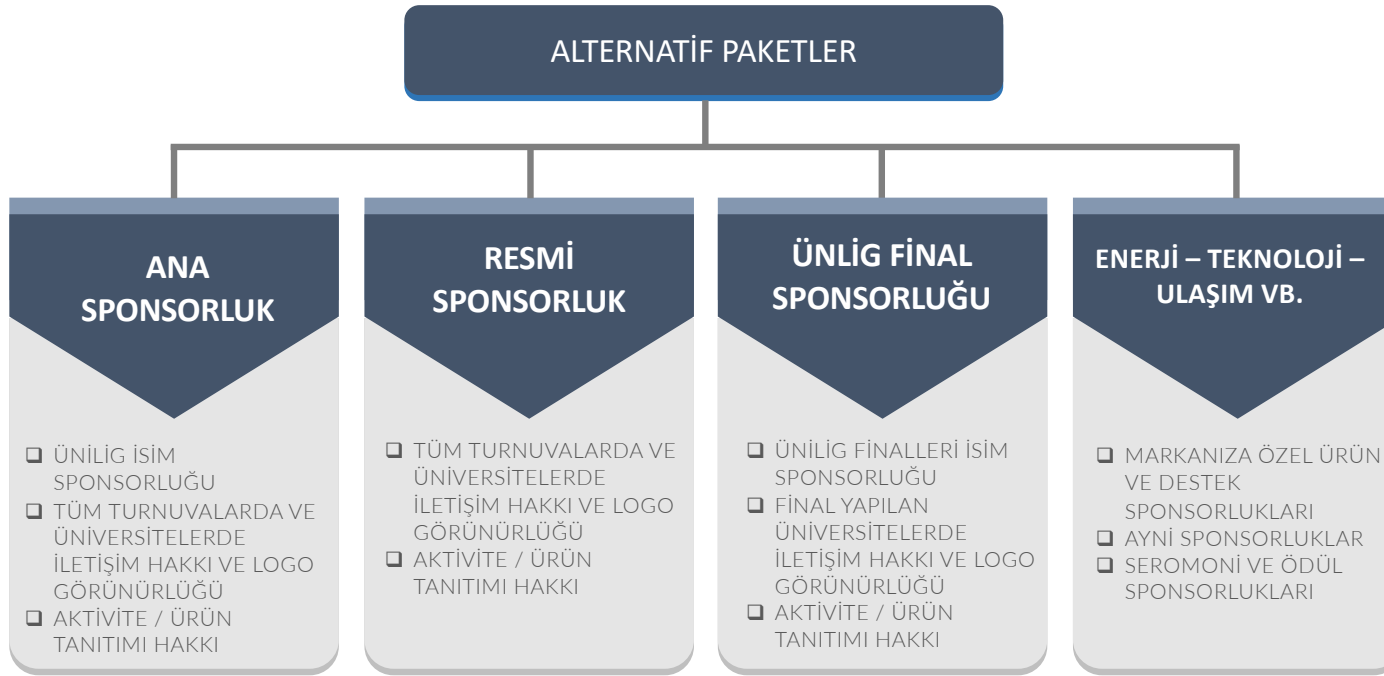 ALTERNATİF PAKETLER
ANA
SPONSORLUK
❑ ÜNİLİG İSİM
SPONSORLUĞU
❑ TÜM TURNUVALARDA VE
ÜNİVERSİTELERDE
İLETİŞİM HAKKI VE LOGO
GÖRÜNÜRLÜĞÜ
❑ AKTİVİTE / ÜRÜN
TANITIMI HAKKI
RESMİ
SPONSORLUK
❑ TÜM TURNUVALARDA VE
ÜNİVERSİTELERDE
İLETİŞİM HAKKI VE LOGO
GÖRÜNÜRLÜĞÜ
❑ AKTİVİTE / ÜRÜN
TANITIMI HAKKI
ÜNLİG FİNAL
SPONSORLUĞU
❑ ÜNİLİG FİNALLERİ İSİM
SPONSORLUĞU
❑ FİNAL YAPILAN
ÜNİVERSİTELERDE
İLETİŞİM HAKKI VE LOGO
GÖRÜNÜRLÜĞÜ
❑ AKTİVİTE / ÜRÜN
TANITIMI HAKKI
ENERJİ – TEKNOLOJİ –
ULAŞIM VB.
❑ MARKANIZA ÖZEL ÜRÜN
VE DESTEK
SPONSORLUKLARI
❑ AYNİ SPONSORLUKLAR
❑ SEROMONİ VE ÖDÜL
SPONSORLUKLARI